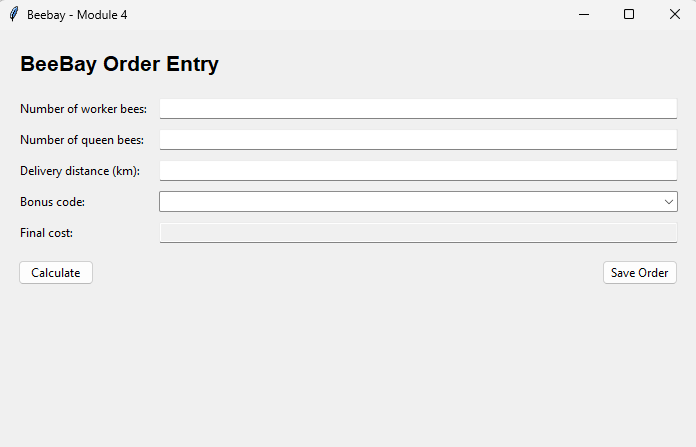 Beebay - Module 4
BeeBay Order Entry
Number of worker bees:
Number of queen bees:
Delivery distance (km):
Bonus code:
Final cost:
Calculate
Save Order